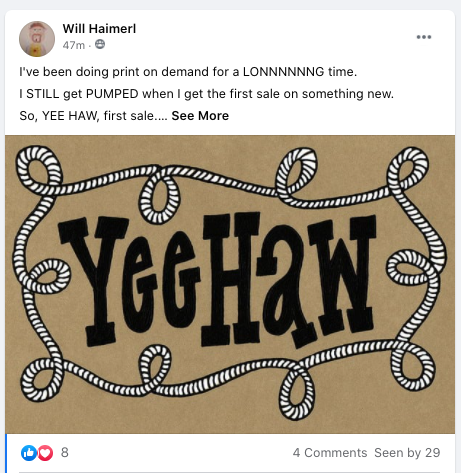 Will Haimerl
47m ·
I've been doing print on demand for a LONNNNNNG time.
I STILL get PUMPED when I get the first sale on something new.
So, YEE HAW, first sale.... See More
YeeHaW
8
4 Comments Seen by 29